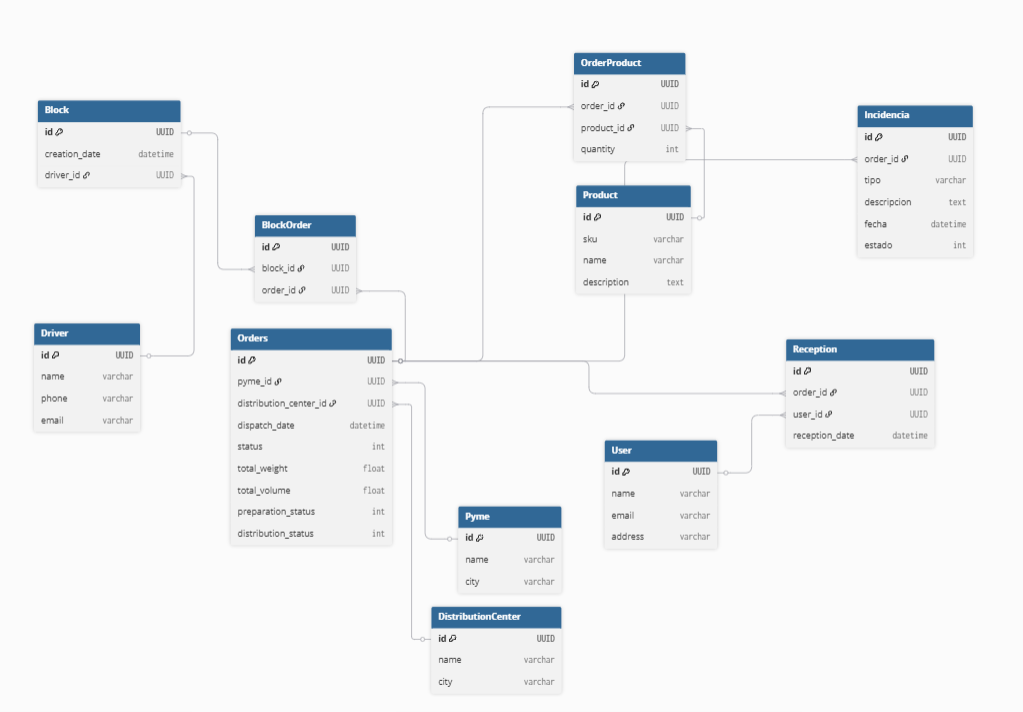 Block
id UUID
creation_date datetime
driver_id UUID
Driver
id UUID
name varchar
phone varchar
email varchar
BlockOrder
id UUID
block_id UUID
order_id UUID
Orders
id UUID
pyme_id UUID
distribution_center_id UUID
dispatch_date datetime
status int
total_weight float
total_volume float
preparation_status int
distribution_status int
OrderProduct
id UUID
order_id UUID
product_id UUID
quantity int
Product
id UUID
sku varchar
name varchar
description text
Pyme
id UUID
name varchar
city varchar
DistributionCenter
id UUID
name varchar
city varchar
User
id UUID
name varchar
email varchar
address varchar
Incidencia
id UUID
order_id UUID
tipo varchar
descripcion text
fecha datetime
estado int
Reception
id UUID
order_id UUID
user_id UUID
reception_date datetime